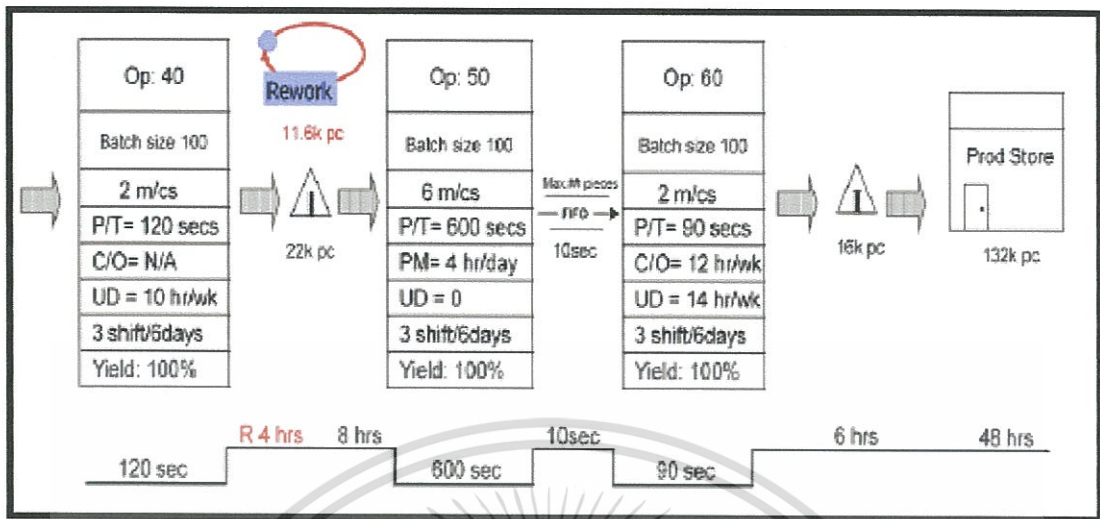 Op: 40
Batch size 100
2 m/cs
P/T= 120 secs
C/O= N/A
UD = 10 hr/wk
3 shift/6days
Yield: 100%
Rework
11.6k pc
I
22k pc
Op: 50
Batch size 100
6 m/cs
P/T= 600 secs
PM= 4 hr/day
UD = 0
3 shift/6days
Yield: 100%
Max ## pieces
FIFO
10sec
Op: 60
Batch size 100
2 m/cs
P/T= 90 secs
C/O= 12 hr/wk
UD = 14 hr/wk
3 shift/6days
Yield: 100%
I
16k pc
Prod Store
132k pc
120 sec
R 4 hrs
8 hrs
600 sec
10sec
90 sec
6 hrs
48 hrs